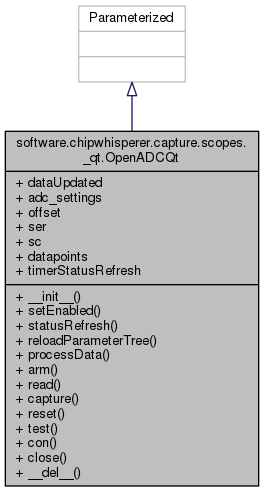 Parameterized
software.chipwhisperer.capture.scopes.
_qt.OpenADCQt
+ dataUpdated
+ adc_settings
+ offset
+ ser
+ sc
+ datapoints
+ timerStatusRefresh
+ __init__()
+ setEnabled()
+ statusRefresh()
+ reloadParameterTree()
+ processData()
+ arm()
+ read()
+ capture()
+ reset()
+ test()
+ con()
+ close()
+ __del__()